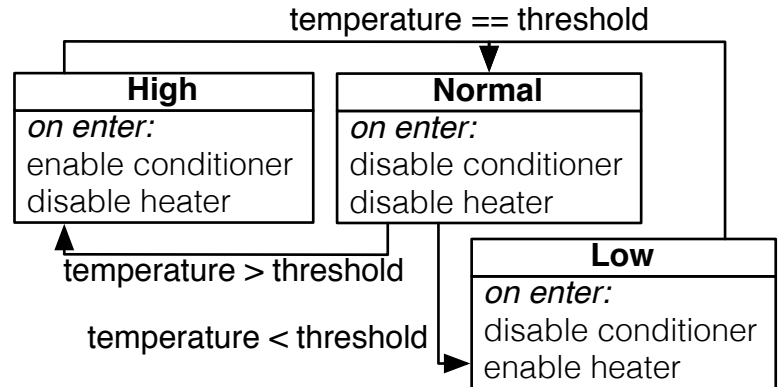 temperature == threshold
High
on enter:
enable conditioner
disable heater
Normal
on enter:
disable conditioner
disable heater
temperature > threshold
temperature < threshold
Low
on enter:
disable conditioner
enable heater